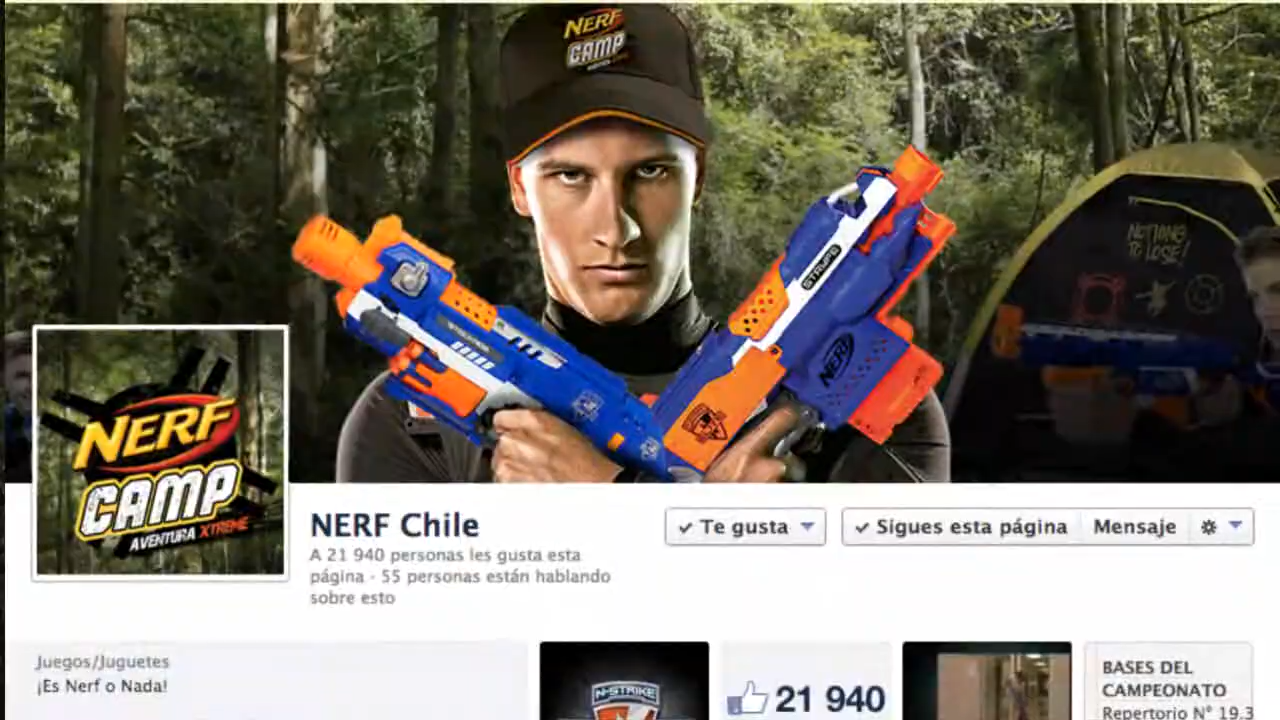 NERF
CAMP
STRYFE
NERF
NOTHING
TO LOSE!
NERF
CAMP
AVENTURA XTREME
NERF Chile
✓ Te gusta
✓ Sigues esta página
Mensaje
A 21 940 personas les gusta esta
página · 55 personas están hablando
sobre esto
Juegos/Juguetes
¡Es Nerf o Nada!
N-STRIKE
21 940
BASES DEL
CAMPEONATO
Repertorio N° 19.3